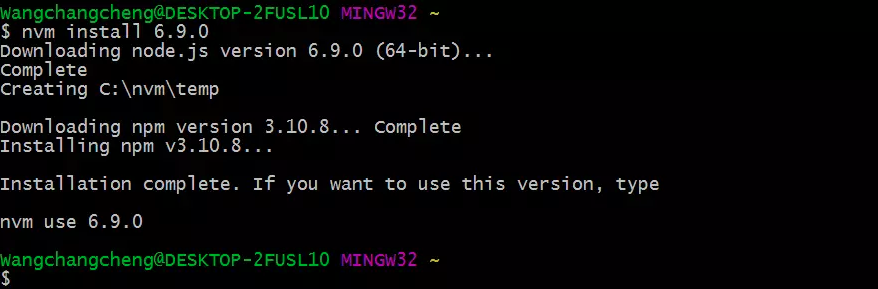 Wangchangcheng@DESKTOP-2FUSL10 MINGW32 ~
$ nvm install 6.9.0
Downloading node.js version 6.9.0 (64-bit)...
Complete
Creating C:\nvm\temp
Downloading npm version 3.10.8... Complete
Installing npm v3.10.8...
Installation complete. If you want to use this version, type
nvm use 6.9.0
Wangchangcheng@DESKTOP-2FUSL10 MINGW32 ~
$